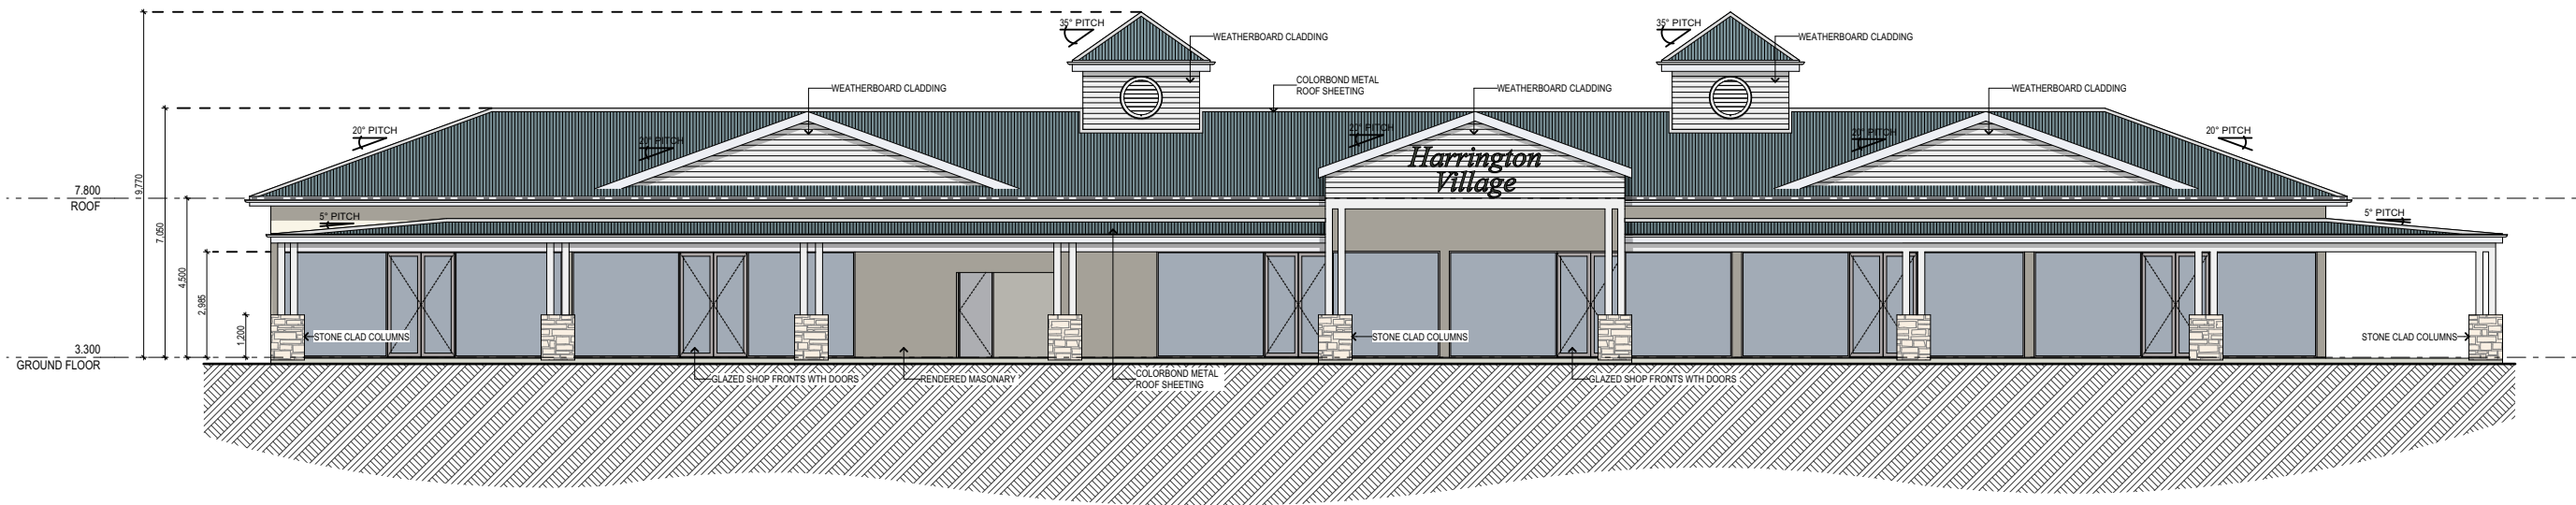 35° PITCH
35° PITCH
WEATHERBOARD CLADDING
WEATHERBOARD CLADDING
COLORBOND METAL
ROOF SHEETING
WEATHERBOARD CLADDING
WEATHERBOARD CLADDING
WEATHERBOARD CLADDING
20° PITCH
20° PITCH
20° PITCH
20° PITCH
20° PITCH
Harrington
Village
9,770
7,050
4,500
2,985
1,200
7.800
ROOF
5° PITCH
5° PITCH
3.300
GROUND FLOOR
STONE CLAD COLUMNS
STONE CLAD COLUMNS
STONE CLAD COLUMNS
GLAZED SHOP FRONTS WTH DOORS
RENDERED MASONARY
COLORBOND METAL
ROOF SHEETING
GLAZED SHOP FRONTS WTH DOORS